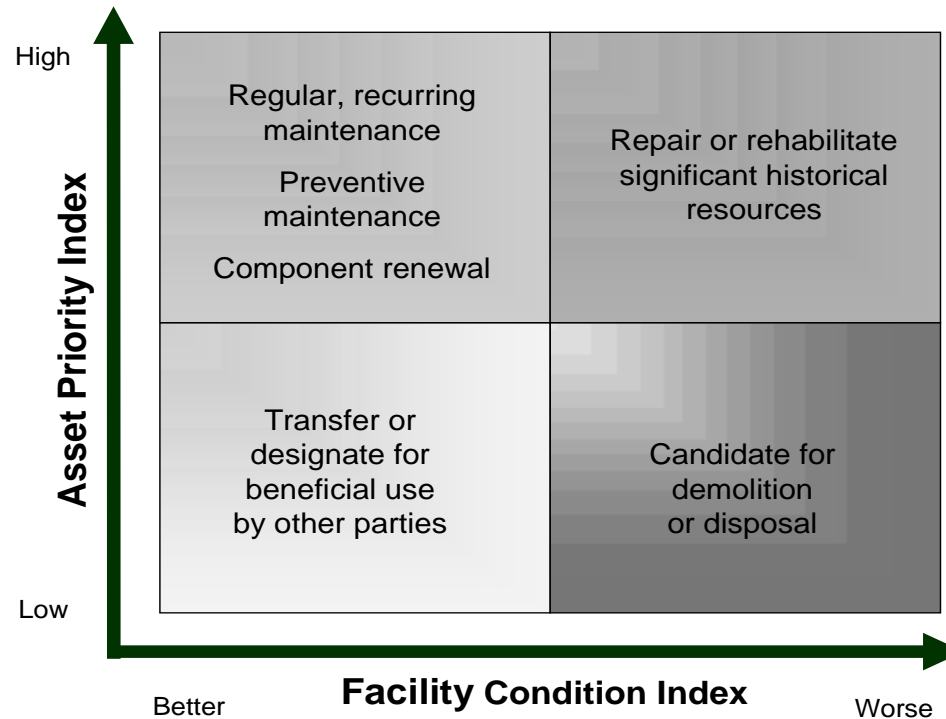 High
Regular, recurring
maintenance
Preventive
maintenance
Component renewal
Repair or rehabilitate
significant historical
resources
Asset Priority Index
Transfer or
designate for
beneficial use
by other parties
Candidate for
demolition
or disposal
Low
Better
Facility Condition Index
Worse